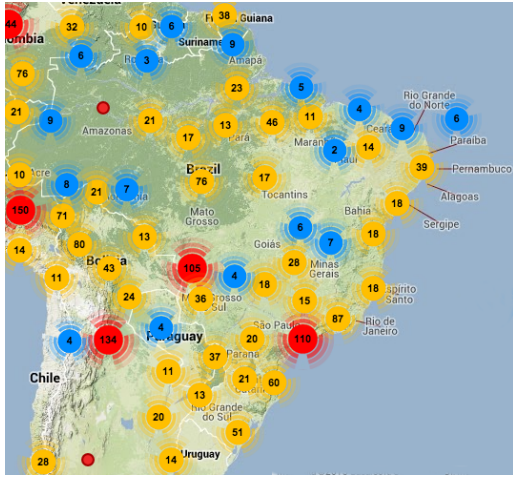 Venezuela
44
32
10
6
38
French Guiana
ombia
Suriname
9
6
3
Amapá
76
23
5
21
9
21
11
4
Rio Grande
do Norte
6
Amazonas
17
13
Pará
46
9
2
14
Paraíba
39
Pernambuco
10
Acre
8
21
7
Brazil
76
17
Tocantins
Alagoas
150
71
Mato
Grosso
Bahia
18
Sergipe
14
80
Bolivia
43
13
Goiás
6
7
18
11
105
4
28
Minas
Gerais
24
36
18
15
18
Espírito
Santo
87
Rio de
Janeiro
São Paulo
4
134
4
Paraguay
20
110
Chile
11
37
Paraná
21
60
13
Rio Grande
do Sul
20
51
28
14
Uruguay